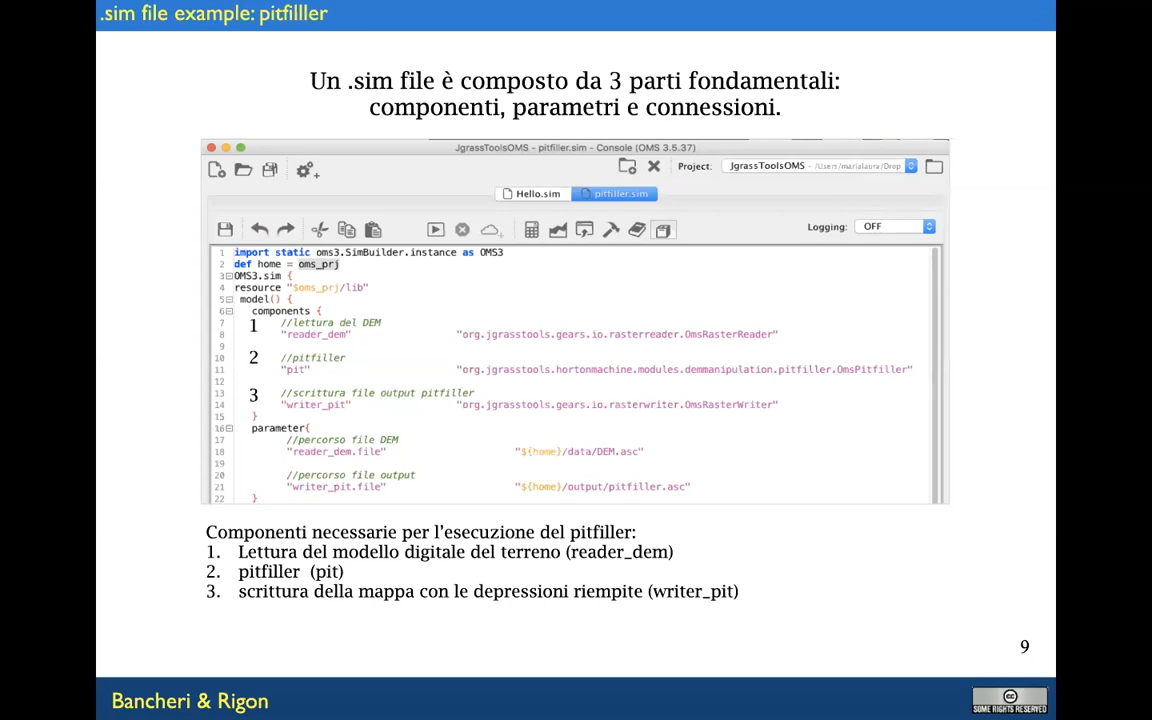 .sim file example: pitfilller
Un .sim file è composto da 3 parti fondamentali:
componenti, parametri e connessioni.
JgrassToolsOMS - pitfiller.sim - Console (OMS 3.5.37)
Project: JgrassToolsOMS - /Users/marialaura/Drop
Hello.sim pitfiller.sim
Logging: OFF
1 import static oms3.SimBuilder.instance as OMS3
2 def home = oms_prj
3 OMS3.sim {
4 resource "$oms_prj/lib"
5 model() {
6 components {
7 //lettura del DEM
1
8 "reader_dem" "org.jgrasstools.gears.io.rasterreader.OmsRasterReader"
9
10 2 //pitfiller
11 "pit" "org.jgrasstools.hortonmachine.modules.demmanipulation.pitfiller.OmsPitfiller"
12
13 3 //scrittura file output pitfiller
14 "writer_pit" "org.jgrasstools.gears.io.rasterwriter.OmsRasterWriter"
15 }
16 parameter{
17 //percorso file DEM
18 "reader_dem.file" "${home}/data/DEM.asc"
19
20 //percorso file output
21 "writer_pit.file" "${home}/output/pitfiller.asc"
22 }
Componenti necessarie per l'esecuzione del pitfiller:
1. Lettura del modello digitale del terreno (reader_dem)
2. pitfiller (pit)
3. scrittura della mappa con le depressioni riempite (writer_pit)
9
Bancheri & Rigon
cc
SOME RIGHTS RESERVED